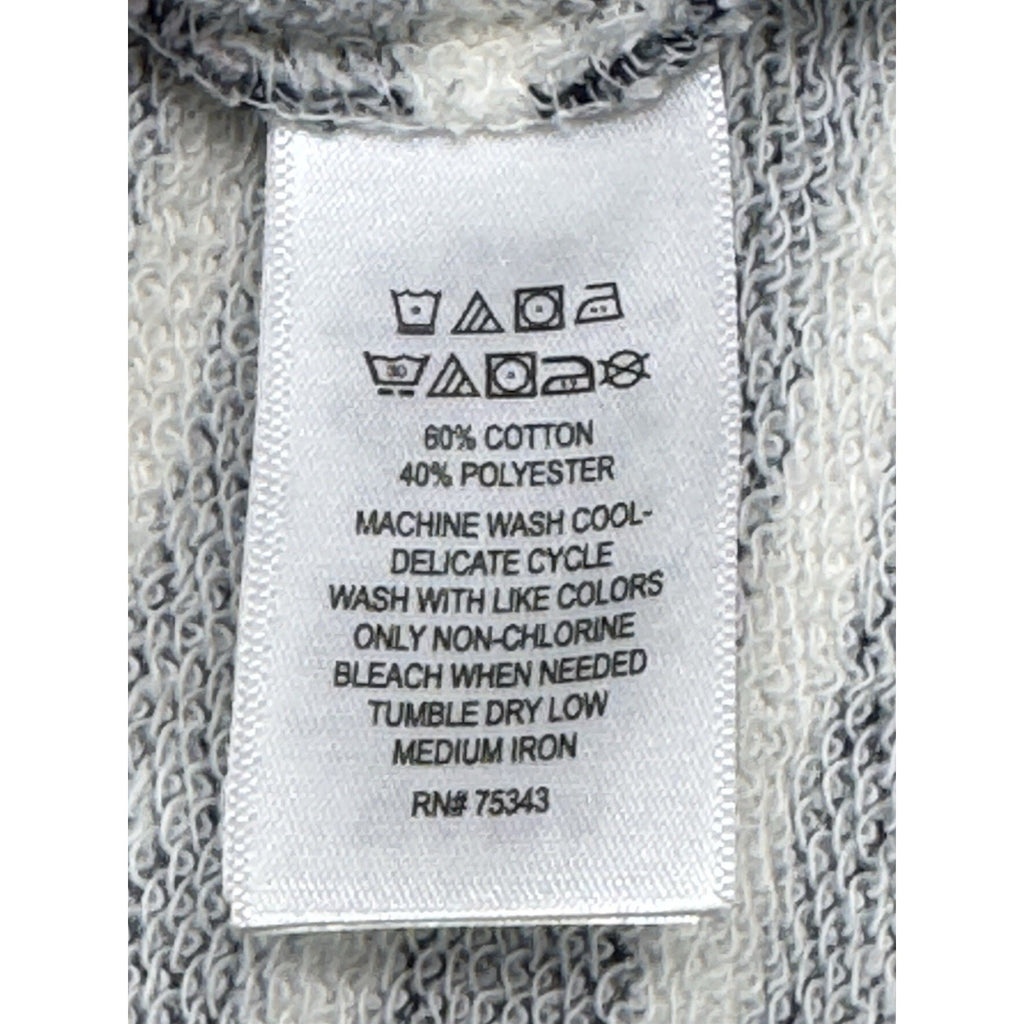 30
60% COTTON
40% POLYESTER
MACHINE WASH COOL-
DELICATE CYCLE
WASH WITH LIKE COLORS
ONLY NON-CHLORINE
BLEACH WHEN NEEDED
TUMBLE DRY LOW
MEDIUM IRON
RN# 75343